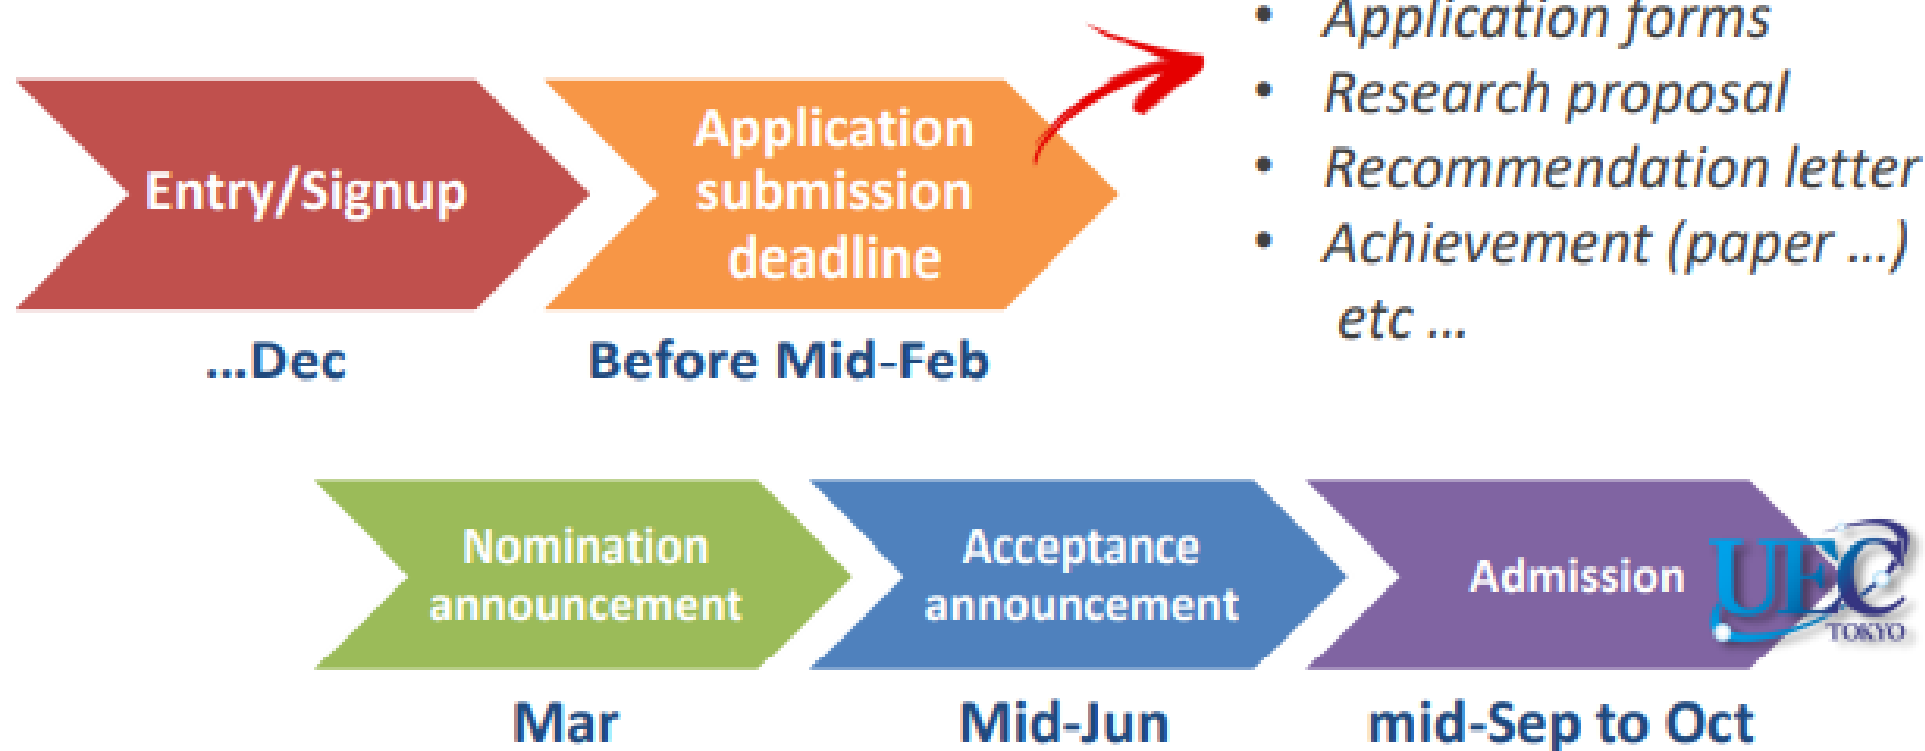 Entry/Signup
Application
submission
deadline
• Application forms
• Research proposal
• Recommendation letter
• Achievement (paper ...)
etc ...
...Dec
Before Mid-Feb
Nomination
announcement
Acceptance
announcement
Admission
UEC
TOKYO
Mar
Mid-Jun
mid-Sep to Oct